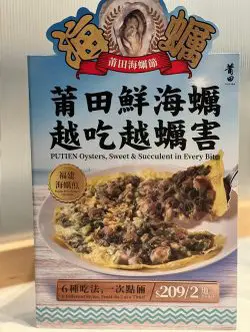 海蠣
莆田海蠣節
莆田
莆田鮮海蠣
越吃越蠣害
PUTIEN Oysters, Sweet & Succulent in Every Bite
福建
海蠣煎
6種吃法,一次點兩
$209/2